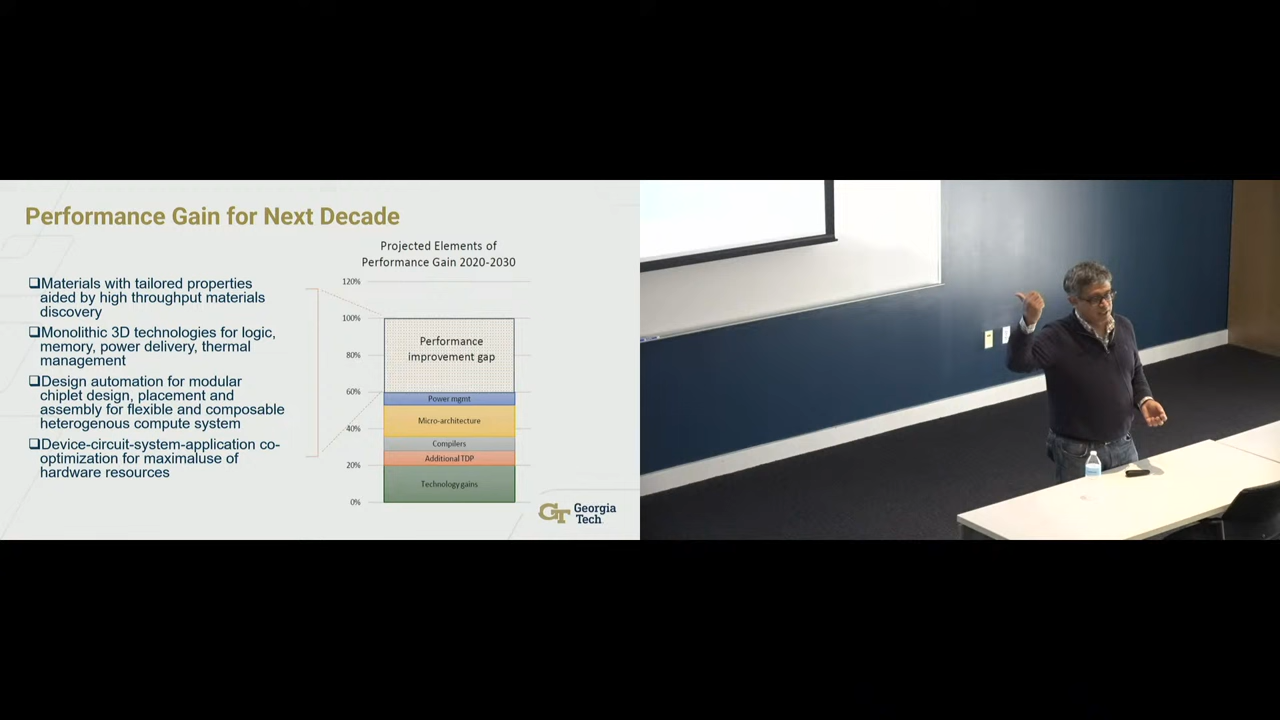 Performance Gain for Next Decade
❑Materials with tailored properties
aided by high throughput materials
discovery
❑Monolithic 3D technologies for logic,
memory, power delivery, thermal
management
❑Design automation for modular
chiplet design, placement and
assembly for flexible and composable
heterogenous compute system
❑Device-circuit-system-application co-
optimization for maximaluse of
hardware resources
Projected Elements of
Performance Gain 2020-2030
120%
100%
80%
60%
40%
20%
0%
Performance
improvement gap
Power mgmt
Micro-architecture
Compilers
Additional TDP
Technology gains
GT Georgia
Tech